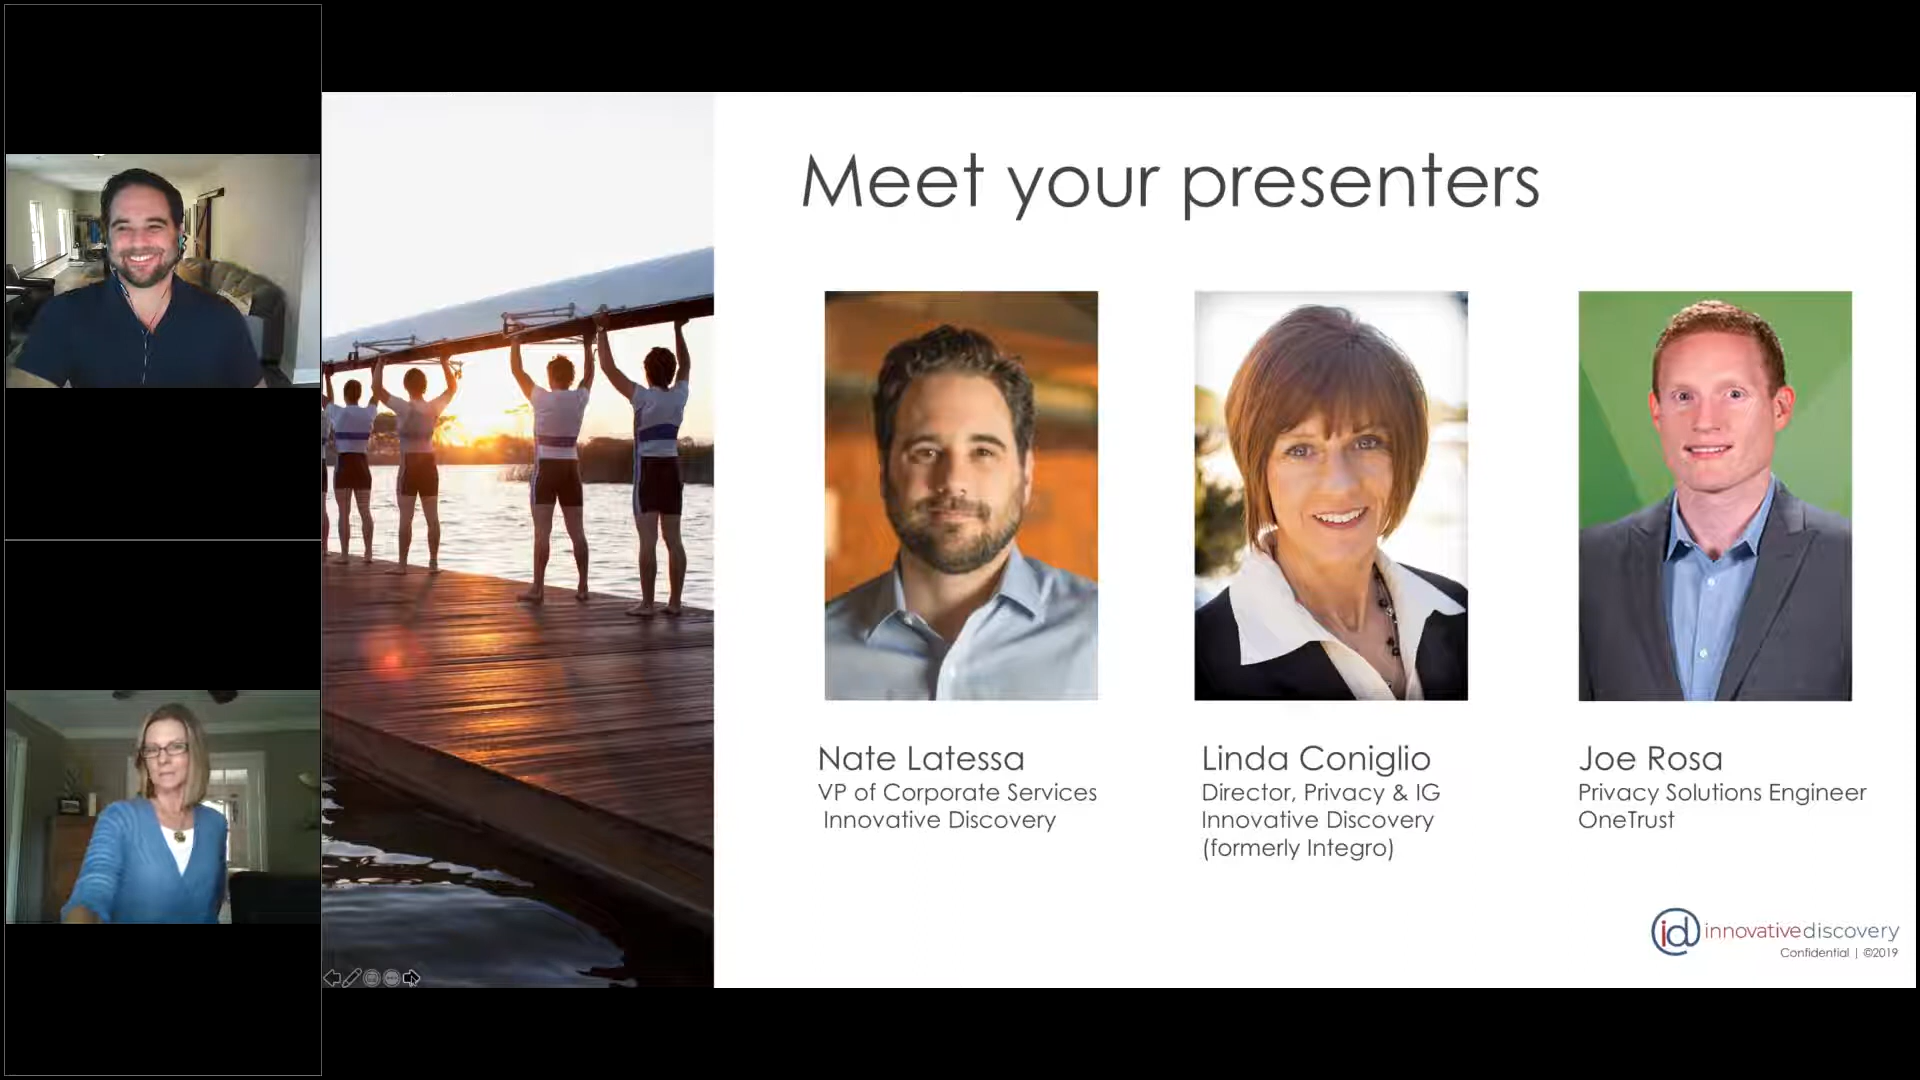 Meet your presenters
Nate Latessa
VP of Corporate Services
Innovative Discovery
Linda Coniglio
Director, Privacy & IG
Innovative Discovery
(formerly Integro)
Joe Rosa
Privacy Solutions Engineer
OneTrust
id innovativediscovery
Confidential | ©2019